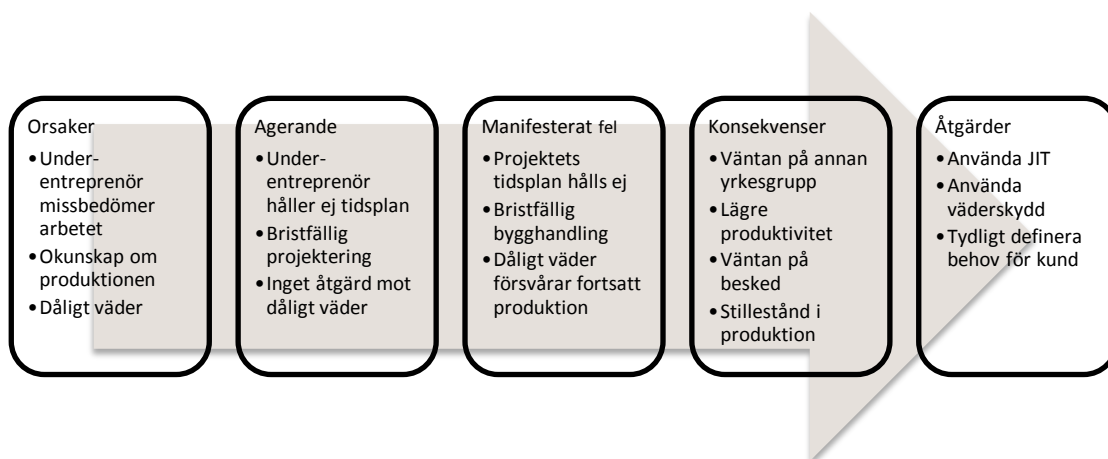 Orsaker
•Under-
entreprenör
missbedömer
arbetet
•Okunskap om
produktionen
•Dåligt väder
Agerande
•Under-
entreprenör
håller ej tidsplan
•Bristfällig
projektering
•Inget åtgärd mot
dåligt väder
Manifesterat fel
•Projektets
tidsplan hålls ej
•Bristfällig
bygghandling
•Dåligt väder
försvårar fortsatt
produktion
Konsekvenser
•Väntan på annan
yrkesgrupp
•Lägre
produktivitet
•Väntan på
besked
•Stillestånd i
produktion
Åtgärder
•Använda JIT
•Använda
väderskydd
•Tydligt definera
behov för kund